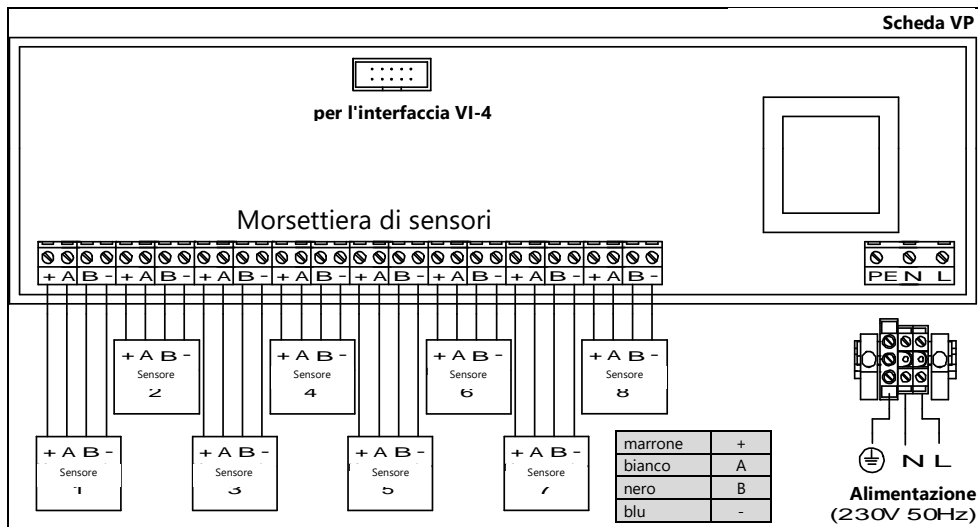 Scheda VP
per l'interfaccia VI-4
Morsettiera di sensori
+ A B - + A B - + A B - + A B - + A B - + A B - + A B - + A B -
PE N L
+ A B -
Sensore
2
+ A B -
Sensore
4
+ A B -
Sensore
6
+ A B -
Sensore
8
+ A B -
Sensore
1
+ A B -
Sensore
3
+ A B -
Sensore
5
+ A B -
Sensore
7
marrone +
bianco A
nero B
blu -
N L
Alimentazione
(230V 50Hz)